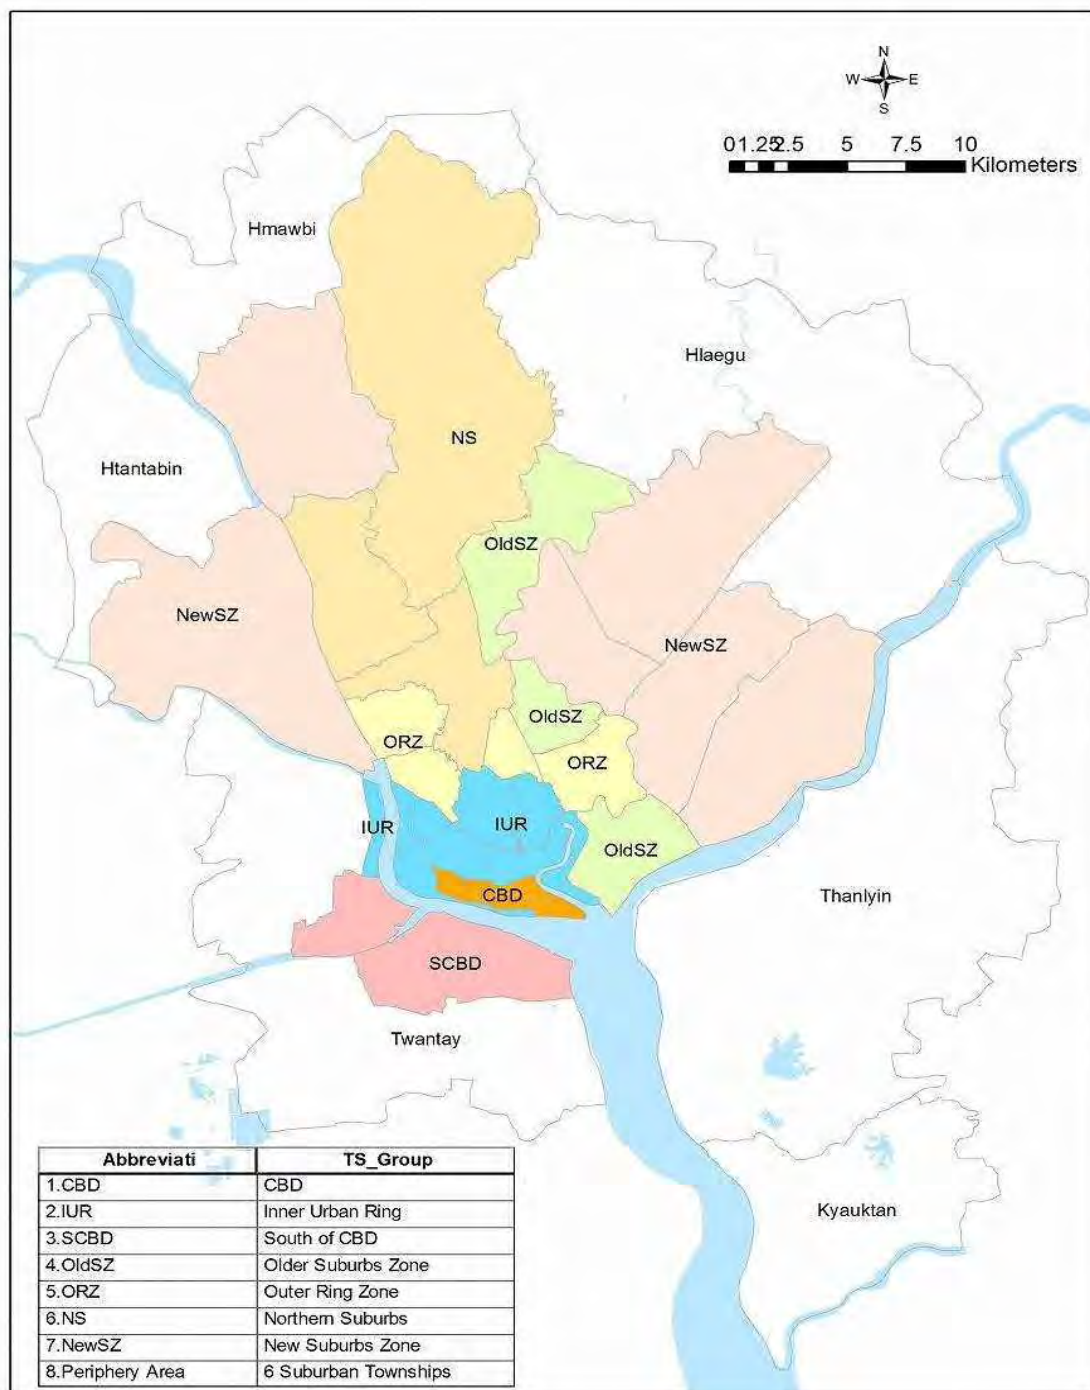 N
W E
S
01.252.5 5 7.5 10
Kilometers
Hmawbi
Hlaegu
NS
Htantabin
OldSZ
NewSZ
NewSZ
OldSZ
ORZ
ORZ
IUR
IUR
OldSZ
CBD
Thanlyin
SCBD
Twantay
Kyauktan
Abbreviati TS_Group
1.CBD CBD
2.IUR Inner Urban Ring
3.SCBD South of CBD
4.OldSZ Older Suburbs Zone
5.ORZ Outer Ring Zone
6.NS Northern Suburbs
7.NewSZ New Suburbs Zone
8.Periphery Area 6 Suburban Townships